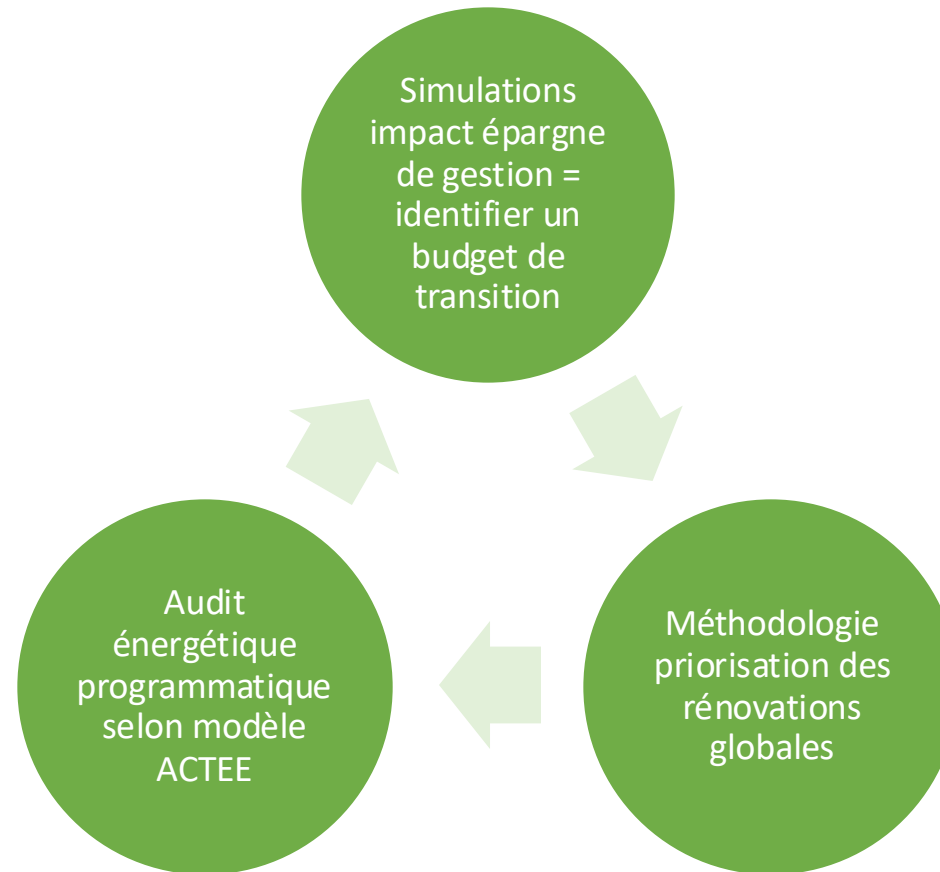 Simulations
impact épargne
de gestion =
identifier un
budget de
transition
Audit
énergétique
programmatique
selon modèle
ACTEE
Méthodologie
priorisation des
rénovations
globales